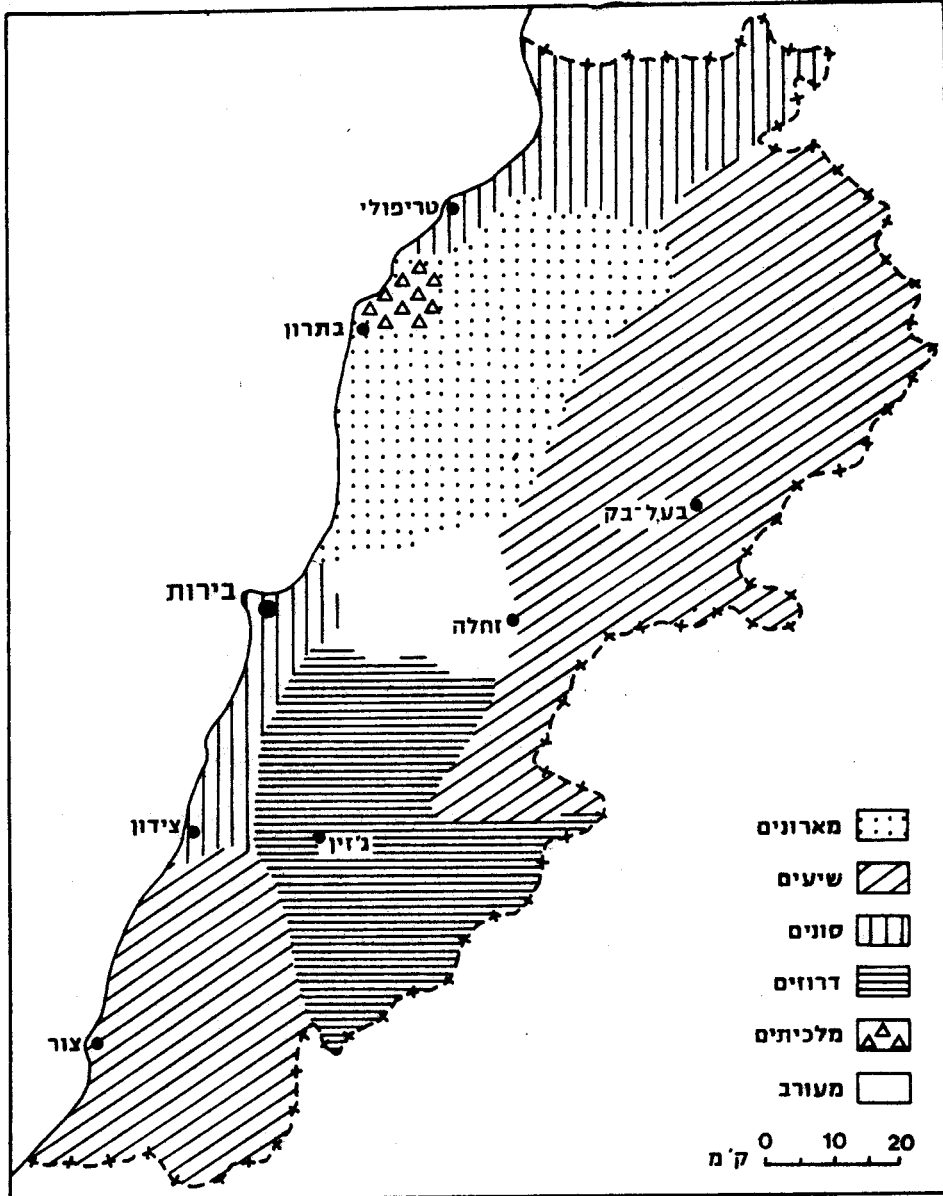 טריפולי
בתרון
בעל-בק
בירות
זחלה
צידון
ג'זין
צור
מארונים
שיעים
סונים
דרוזים
מלכיתים
מעורב
0 10 20
ק'מ